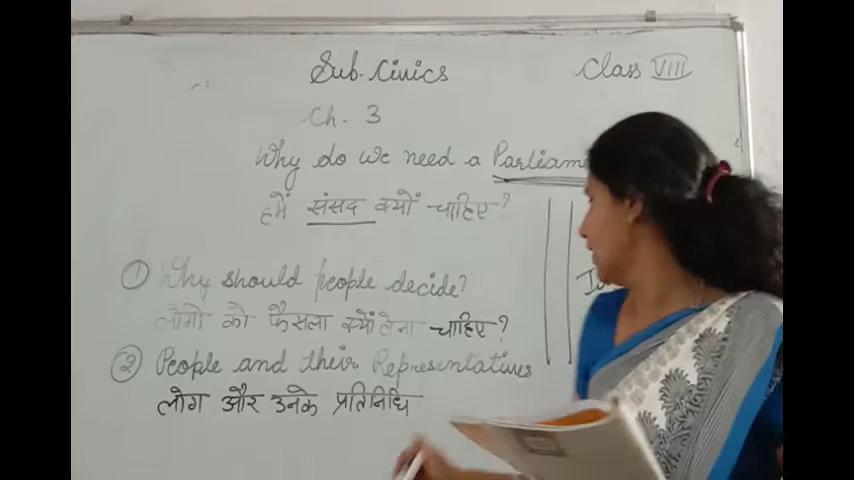 Sub. Civics
Class VIII
Ch. 3
Why do we need a Parliam
हमें संसद क्यों चाहिए?
① Why should people decide?
लोगों को फैसला क्यों लेना चाहिए?
② People and their Representatives
लोग और उनके प्रतिनिधि